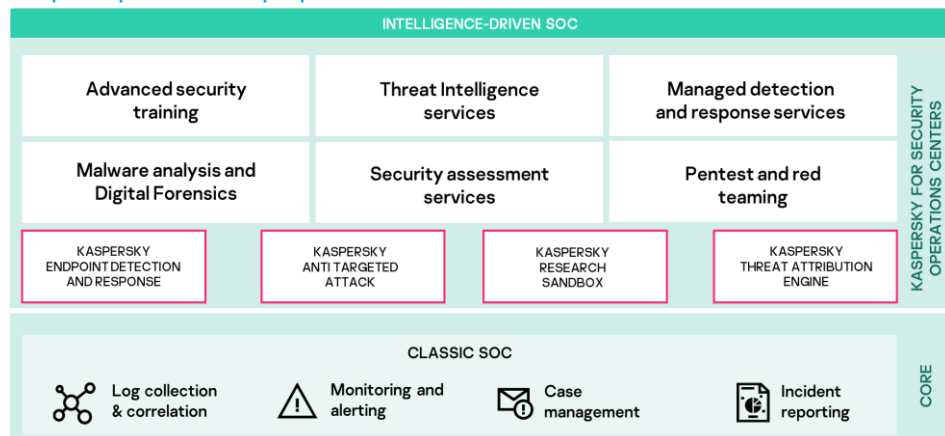 INTELLIGENCE-DRIVEN SOC
Advanced security
training
Threat Intelligence
services
Managed detection
and response services
Malware analysis and
Digital Forensics
Security assessment
services
Pentest and red
teaming
KASPERSKY
ENDPOINT DETECTION
AND RESPONSE
KASPERSKY
ANTI TARGETED
ATTACK
KASPERSKY
RESEARCH
SANDBOX
KASPERSKY
THREAT ATTRIBUTION
ENGINE
KASPERSKY FOR SECURITY
OPERATIONS CENTERS
CLASSIC SOC
Log collection
& correlation
Monitoring and
alerting
Case
management
Incident
reporting
CORE